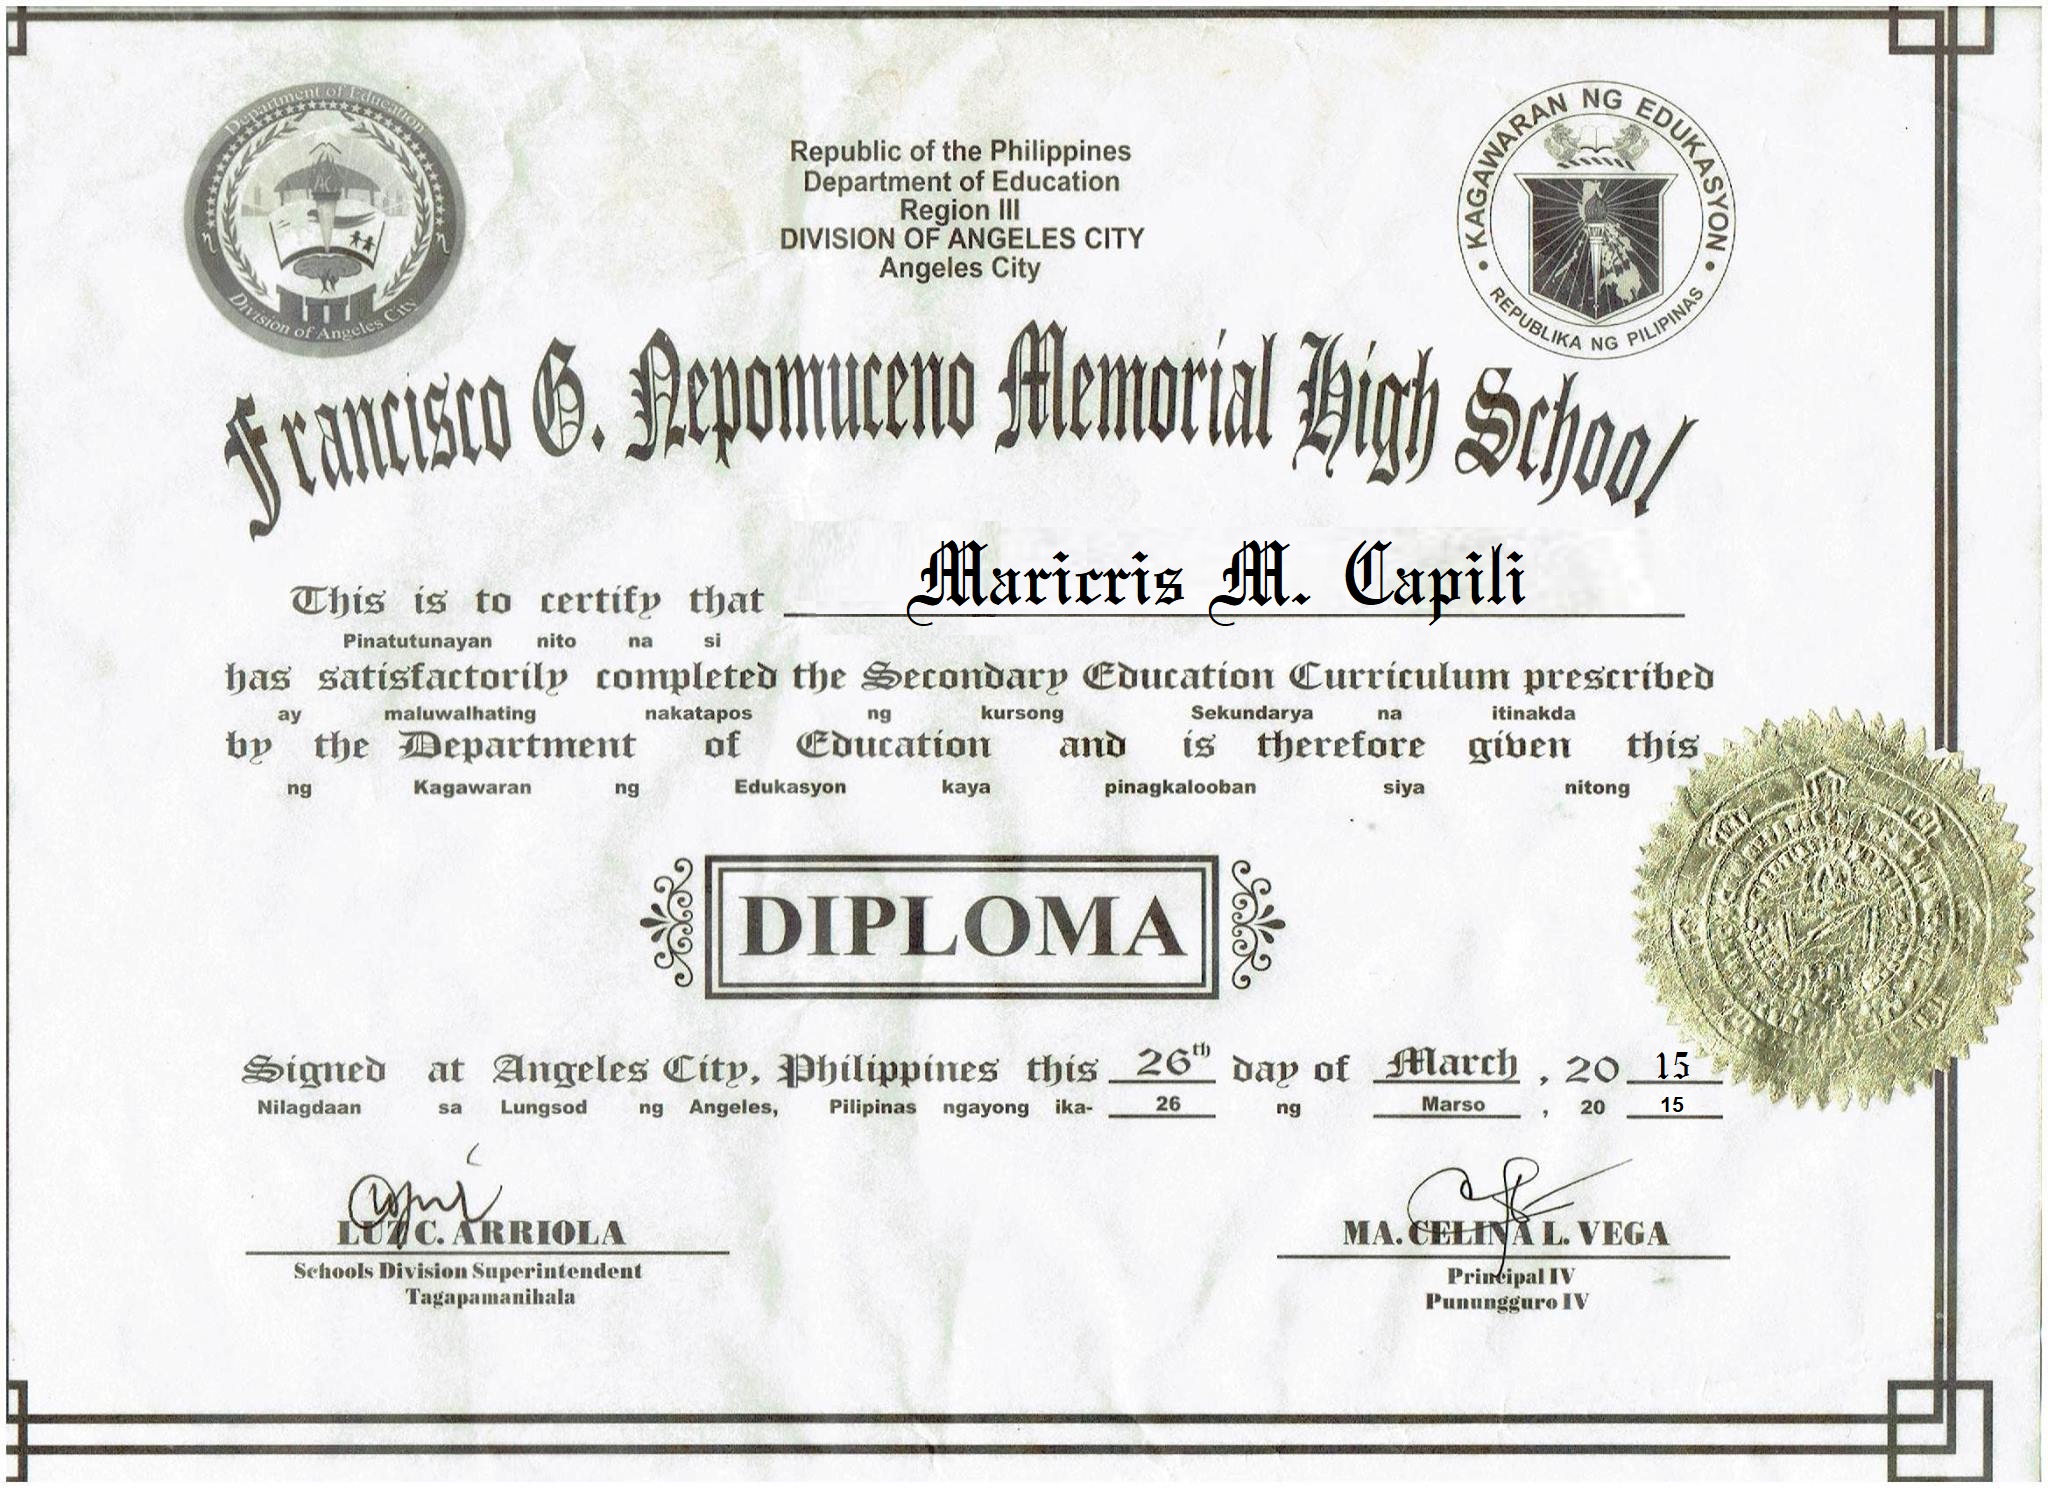 Department of Education
Division of Angeles City
KAGAWARAN NG EDUKASYON
REPUBLIKA NG PILIPINAS
Republic of the Philippines
Department of Education
Region III
DIVISION OF ANGELES CITY
Angeles City
Francisco G. Nepomuceno Memorial High School
This is to certify that Maricris M. Capili
Pinatutunayan nito na si
has satisfactorily completed the Secondary Education Curriculum prescribed
ay maluwalhating nakatapos ng kursong Sekundarya na itinakda
by the Department of Education and is therefore given this
ng Kagawaran ng Edukasyon kaya pinagkalooban siya nitong
DIPLOMA
Signed at Angeles City, Philippines this 26th day of March, 20 15
Nilagdaan sa Lungsod ng Angeles, Pilipinas ngayong ika- 26 ng Marso, 20 15
LUZ C. ARRIOLA
Schools Division Superintendent
Tagapamanihala
MA. CELINA L. VEGA
Principal IV
Punungguro IV